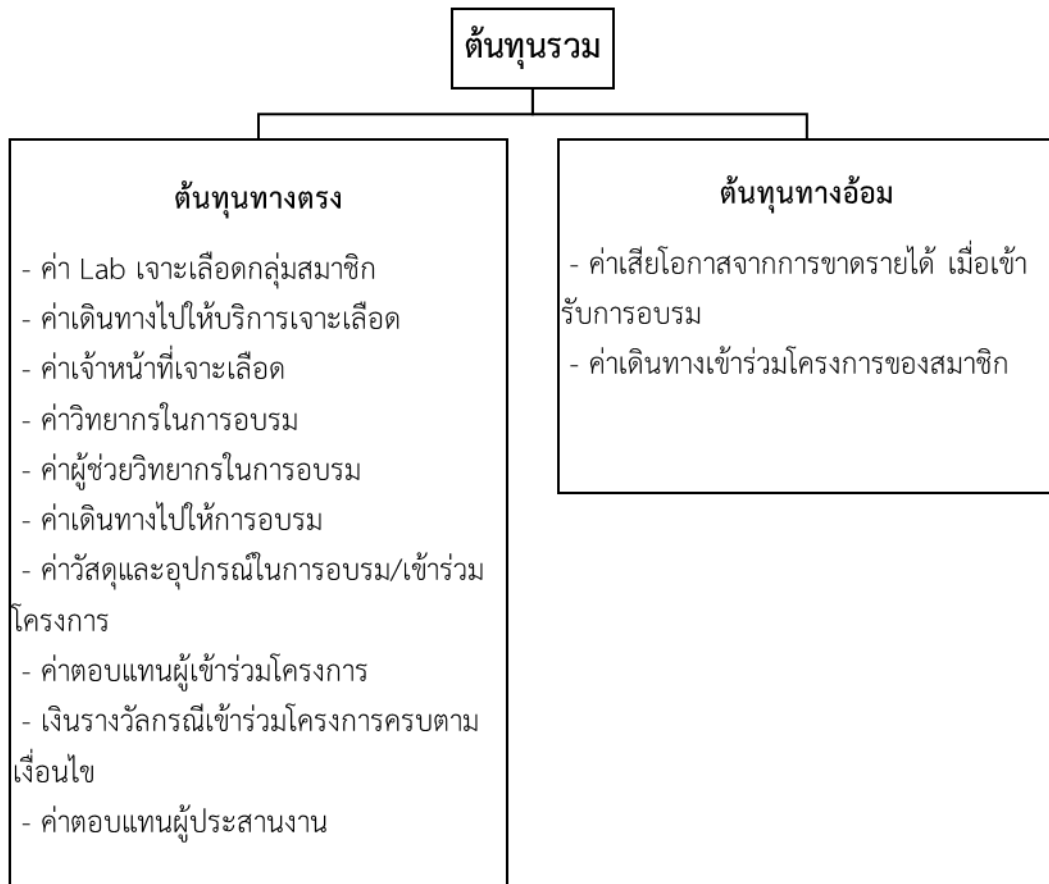 ต้นทุนรวม
ต้นทุนทางตรง
- ค่า Lab เจาะเลือดกลุ่มสมาชิก
- ค่าเดินทางไปให้บริการเจาะเลือด
- ค่าเจ้าหน้าที่เจาะเลือด
- ค่าวิทยากรในการอบรม
- ค่าผู้ช่วยวิทยากรในการอบรม
- ค่าเดินทางไปให้การอบรม
- ค่าวัสดุและอุปกรณ์ในการอบรม/เข้าร่วม
โครงการ
- ค่าตอบแทนผู้เข้าร่วมโครงการ
- เงินรางวัลกรณีเข้าร่วมโครงการครบตาม
เงื่อนไข
- ค่าตอบแทนผู้ประสานงาน
ต้นทุนทางอ้อม
- ค่าเสียโอกาสจากการขาดรายได้ เมื่อเข้า
รับการอบรม
- ค่าเดินทางเข้าร่วมโครงการของสมาชิก